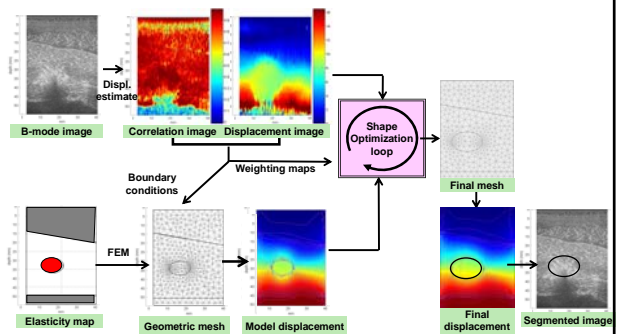 Displ.
estimate
B-mode image
Correlation image
Displacement image
Shape
Optimization
loop
Weighting maps
Boundary
conditions
Final mesh
FEM
Elasticity map
Geometric mesh
Model displacement
Final
displacement
Segmented image